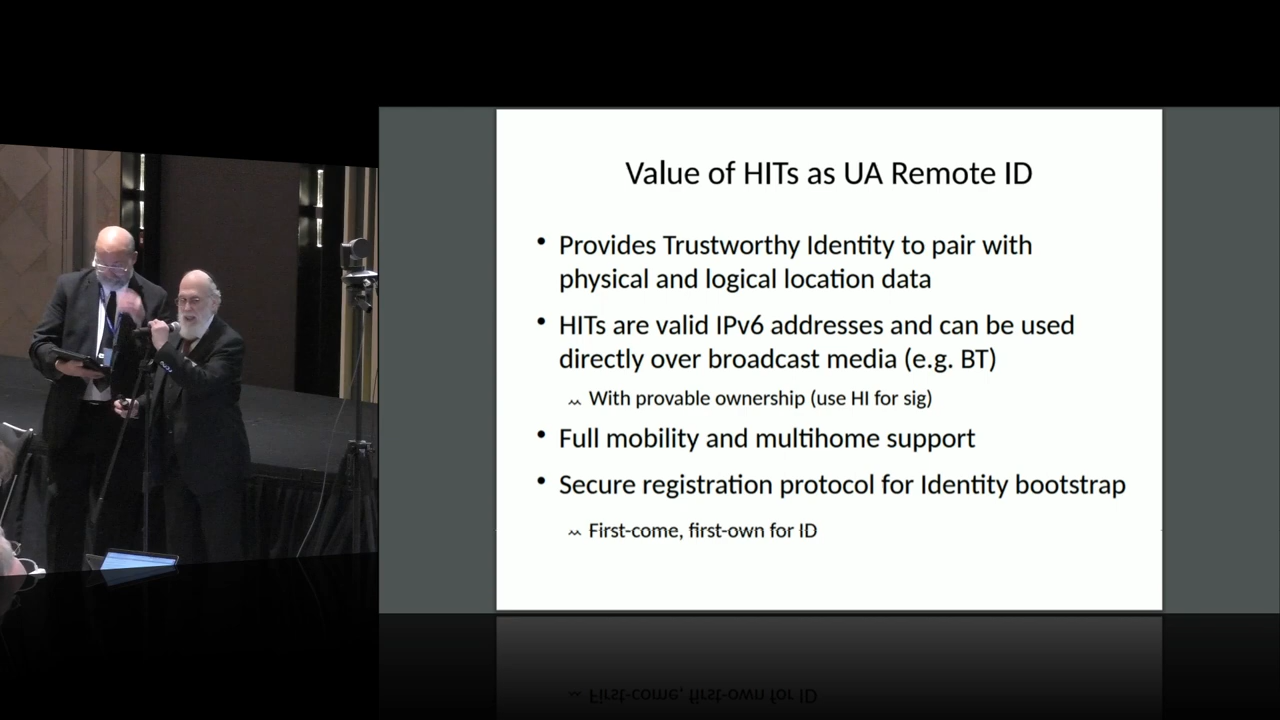 Value of HITs as UA Remote ID
• Provides Trustworthy Identity to pair with
physical and logical location data
• HITs are valid IPv6 addresses and can be used
directly over broadcast media (e.g. BT)
With provable ownership (use HI for sig)
• Full mobility and multihome support
• Secure registration protocol for Identity bootstrap
First-come, first-own for ID